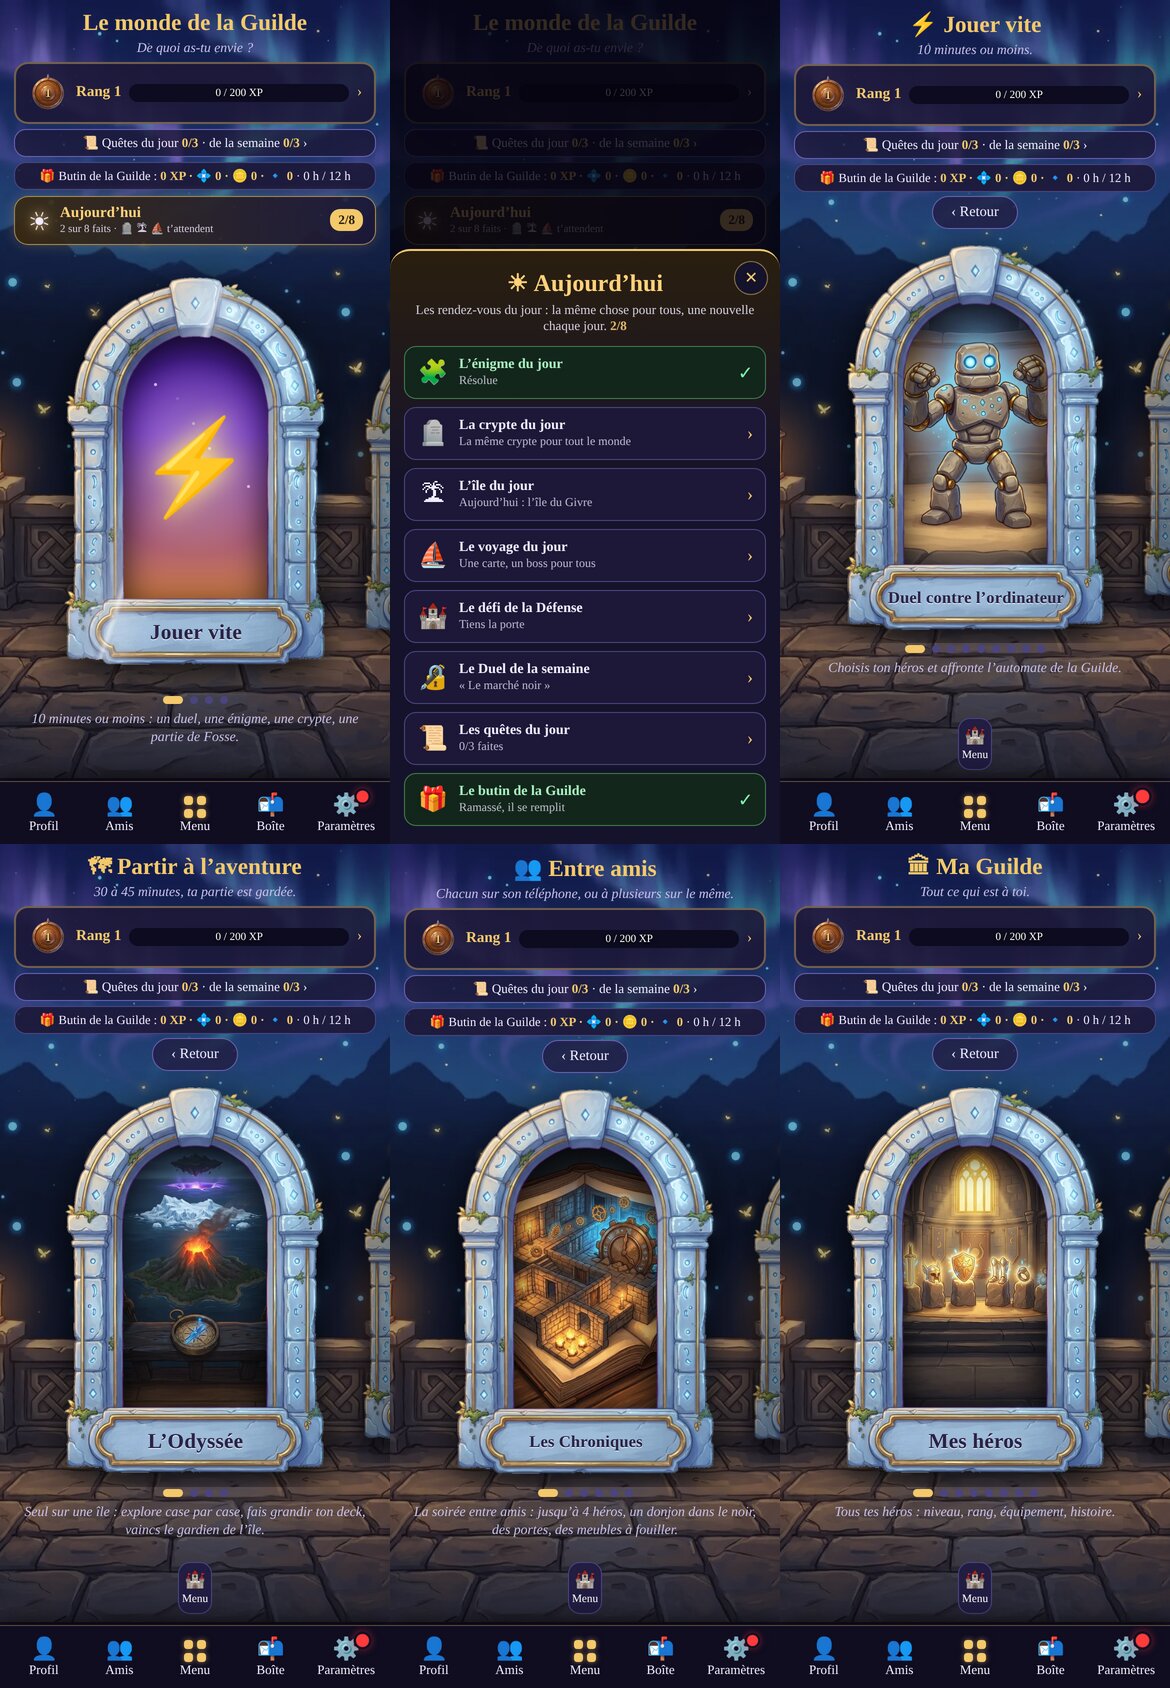 Le monde de la Guilde
De quoi as-tu envie ?
1
Rang 1
0 / 200 XP
›
📜 Quêtes du jour 0/3 · de la semaine 0/3 ›
🎁 Butin de la Guilde : 0 XP · 💠 0 · 🪙 0 · 🔹 0 · 0 h / 12 h
Aujourd’hui
2 sur 8 faits · 🪦 🏝 ⛵ t’attendent
2/8
Jouer vite
10 minutes ou moins : un duel, une énigme, une crypte, une
partie de Fosse.
Profil
Amis
Menu
Boîte
Paramètres
Le monde de la Guilde
De quoi as-tu envie ?
1
Rang 1
0 / 200 XP
›
📜 Quêtes du jour 0/3 · de la semaine 0/3 ›
🎁 Butin de la Guilde : 0 XP · 💠 0 · 🪙 0 · 🔹 0 · 0 h / 12 h
Aujourd’hui
2 sur 8 faits · 🪦 🏝 ⛵ t’attendent
2/8
☀ Aujourd’hui
✕
Les rendez-vous du jour : la même chose pour tous, une nouvelle
chaque jour. 2/8
L’énigme du jour
Résolue
✓
La crypte du jour
La même crypte pour tout le monde
›
L’île du jour
Aujourd’hui : l’île du Givre
›
Le voyage du jour
Une carte, un boss pour tous
›
Le défi de la Défense
Tiens la porte
›
Le Duel de la semaine
« Le marché noir »
›
Les quêtes du jour
0/3 faites
›
Le butin de la Guilde
Ramassé, il se remplit
✓
⚡ Jouer vite
10 minutes ou moins.
1
Rang 1
0 / 200 XP
›
📜 Quêtes du jour 0/3 · de la semaine 0/3 ›
🎁 Butin de la Guilde : 0 XP · 💠 0 · 🪙 0 · 🔹 0 · 0 h / 12 h
‹ Retour
Duel contre l’ordinateur
Choisis ton héros et affronte l’automate de la Guilde.
Menu
Profil
Amis
Menu
Boîte
Paramètres
🗺 Partir à l’aventure
30 à 45 minutes, ta partie est gardée.
1
Rang 1
0 / 200 XP
›
📜 Quêtes du jour 0/3 · de la semaine 0/3 ›
🎁 Butin de la Guilde : 0 XP · 💠 0 · 🪙 0 · 🔹 0 · 0 h / 12 h
‹ Retour
L’Odyssée
Seul sur une île : explore case par case, fais grandir ton deck,
vaincs le gardien de l’île.
Menu
Profil
Amis
Menu
Boîte
Paramètres
👥 Entre amis
Chacun sur son téléphone, ou à plusieurs sur le même.
1
Rang 1
0 / 200 XP
›
📜 Quêtes du jour 0/3 · de la semaine 0/3 ›
🎁 Butin de la Guilde : 0 XP · 💠 0 · 🪙 0 · 🔹 0 · 0 h / 12 h
‹ Retour
Les Chroniques
La soirée entre amis : jusqu’à 4 héros, un donjon dans le noir,
des portes, des meubles à fouiller.
Menu
Profil
Amis
Menu
Boîte
Paramètres
🏛 Ma Guilde
Tout ce qui est à toi.
1
Rang 1
0 / 200 XP
›
📜 Quêtes du jour 0/3 · de la semaine 0/3 ›
🎁 Butin de la Guilde : 0 XP · 💠 0 · 🪙 0 · 🔹 0 · 0 h / 12 h
‹ Retour
Mes héros
Tous tes héros : niveau, rang, équipement, histoire.
Menu
Profil
Amis
Menu
Boîte
Paramètres